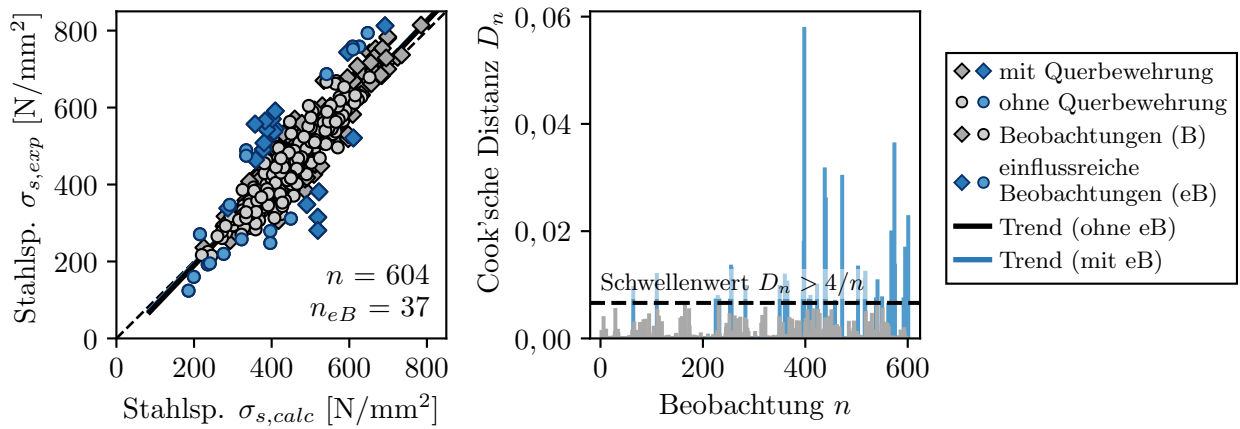 800
600
400
200
0
Stahlsp. σ_{s,exp} [N/mm²]
n = 604
n_{eB} = 37
0 200 400 600 800
Stahlsp. σ_{s,calc} [N/mm²]
0,06
0,04
0,02
0,00
Cook'sche Distanz D_n
Schwellenwert D_n > 4/n
0 200 400 600
Beobachtung n
mit Querbewehrung
ohne Querbewehrung
Beobachtungen (B)
einflussreiche
Beobachtungen (eB)
Trend (ohne eB)
Trend (mit eB)